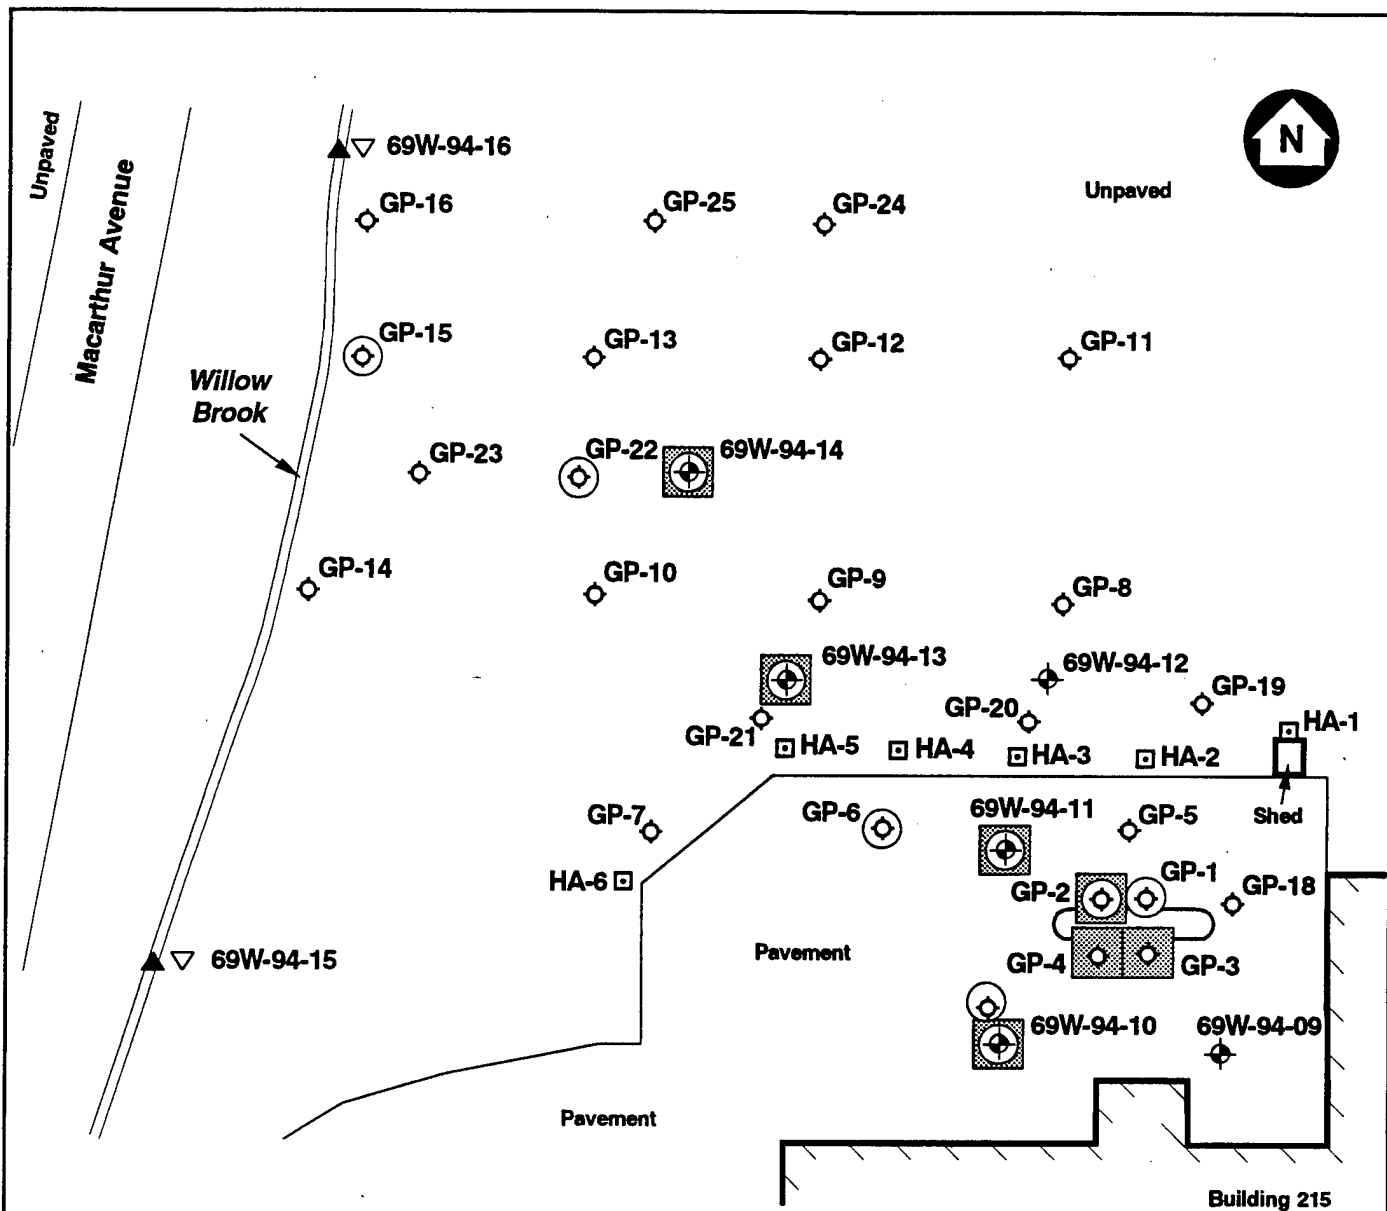 Unpaved
Macarthur Avenue
69W-94-16
N
Unpaved
GP-16
GP-25
GP-24
GP-15
GP-13
GP-12
GP-11
Willow
Brook
GP-23
GP-22
69W-94-14
GP-14
GP-10
GP-9
GP-8
69W-94-13
69W-94-12
GP-19
GP-21
GP-20
HA-1
HA-5
HA-4
HA-3
HA-2
Shed
GP-7
GP-6
69W-94-11
GP-5
HA-6
GP-2
GP-1
GP-18
69W-94-15
Pavement
GP-4
GP-3
69W-94-10
69W-94-09
Pavement
Building 215